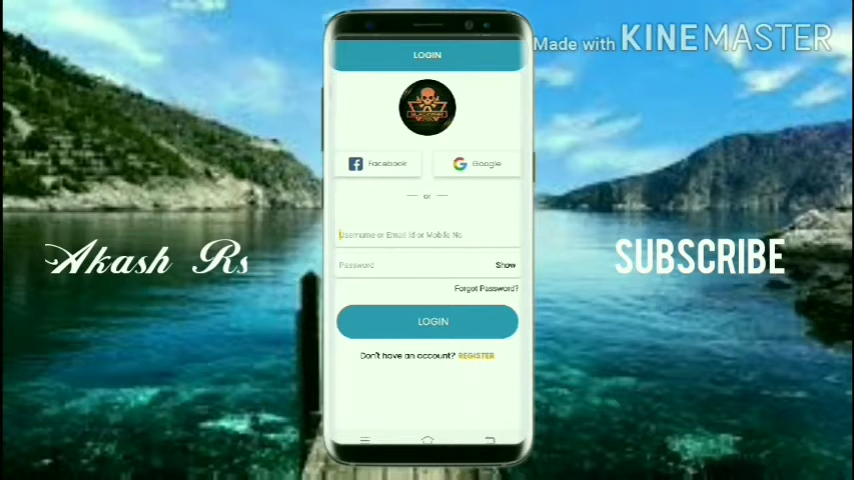 Made with KINEMASTER
LOGIN
Facebook
Google
or
Username or Email Id or Mobile No
Password
Show
Forgot Password?
LOGIN
Don't have an account? REGISTER
Akash Rs
SUBSCRIBE